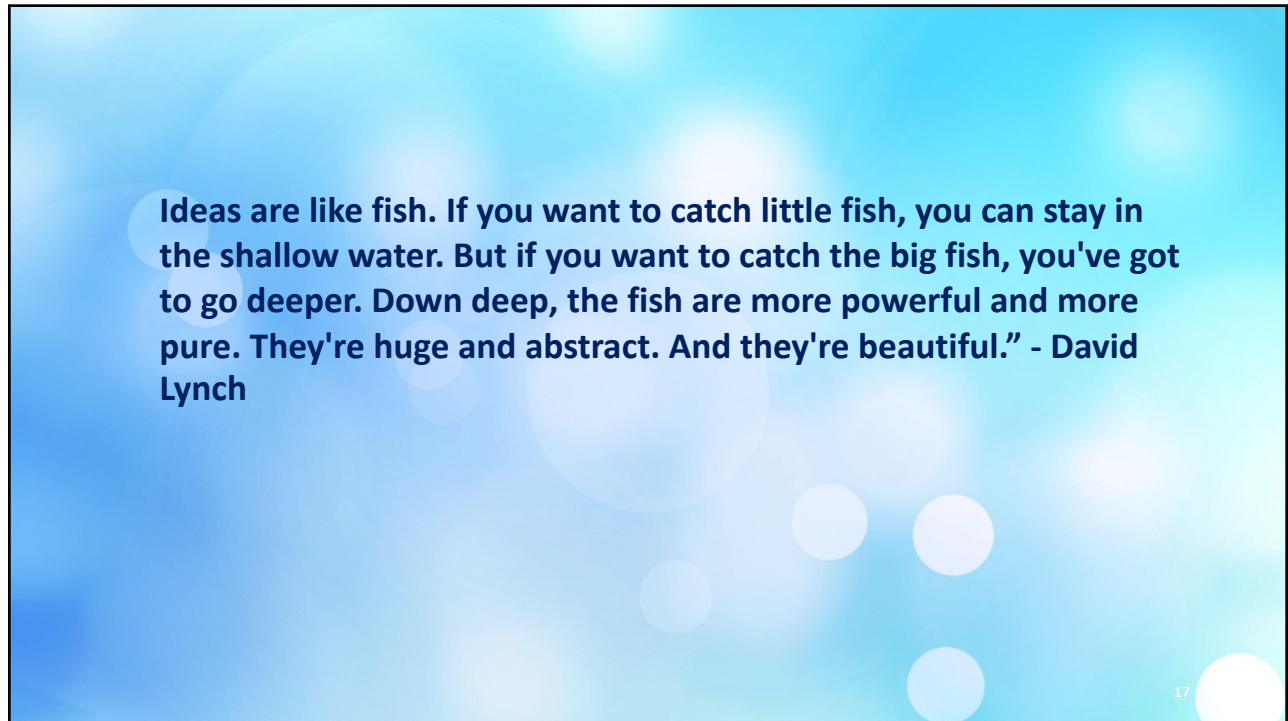 Ideas are like fish. If you want to catch little fish, you can stay in
the shallow water. But if you want to catch the big fish, you've got
to go deeper. Down deep, the fish are more powerful and more
pure. They're huge and abstract. And they're beautiful.” - David
Lynch
17